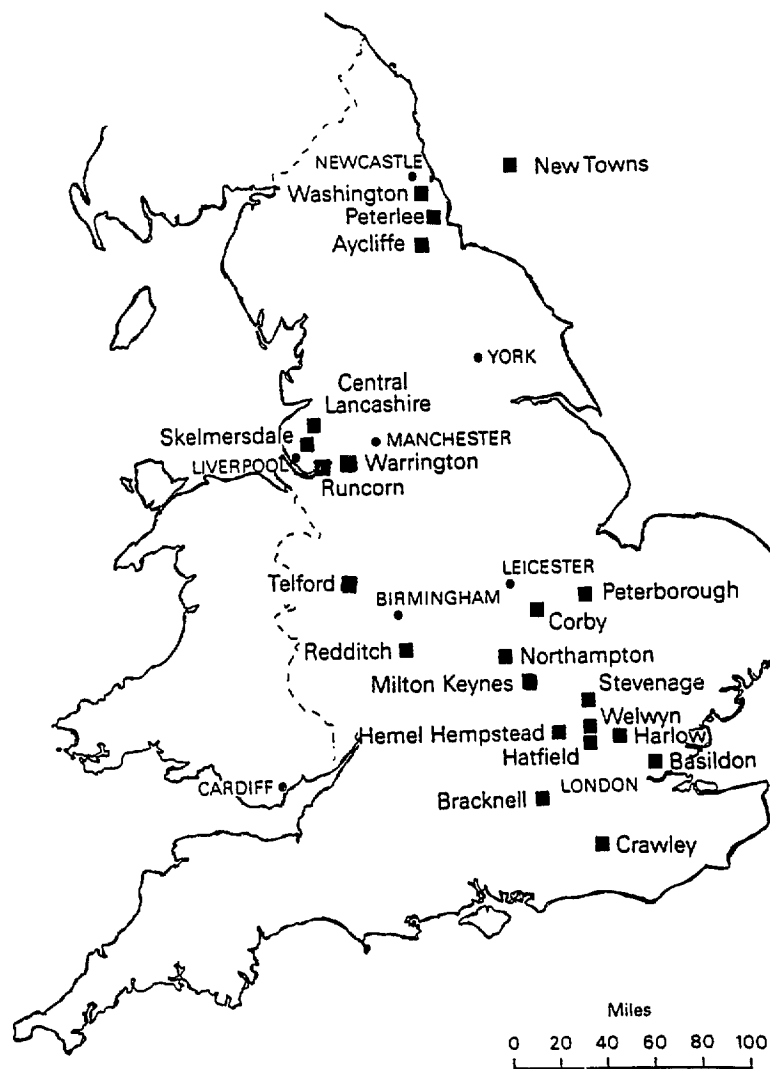 NEWCASTLE
New Towns
Washington
Peterlee
Aycliffe
YORK
Central
Lancashire
Skelmersdale
MANCHESTER
LIVERPOOL
Warrington
Runcorn
Telford
LEICESTER
BIRMINGHAM
Peterborough
Corby
Redditch
Northampton
Milton Keynes
Stevenage
Welwyn
Hemel Hempstead
Harlow
Hatfield
Basildon
CARDIFF
LONDON
Bracknell
Crawley
Miles
0 20 40 60 80 100